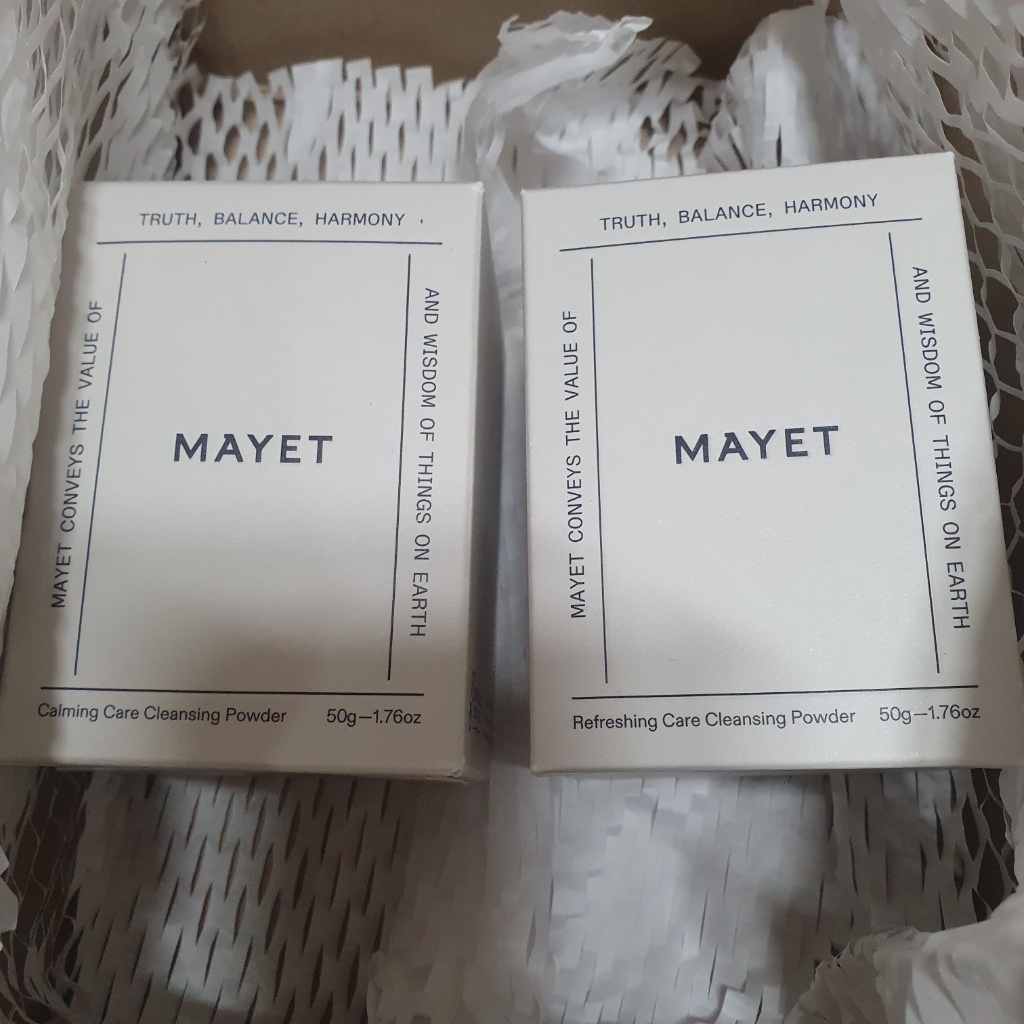 TRUTH, BALANCE, HARMONY
MAYET CONVEYS THE VALUE OF
AND WISDOM OF THINGS ON EARTH
MAYET
Calming Care Cleansing Powder 50g—1.76oz
TRUTH, BALANCE, HARMONY
MAYET CONVEYS THE VALUE OF
AND WISDOM OF THINGS ON EARTH
MAYET
Refreshing Care Cleansing Powder 50g—1.76oz